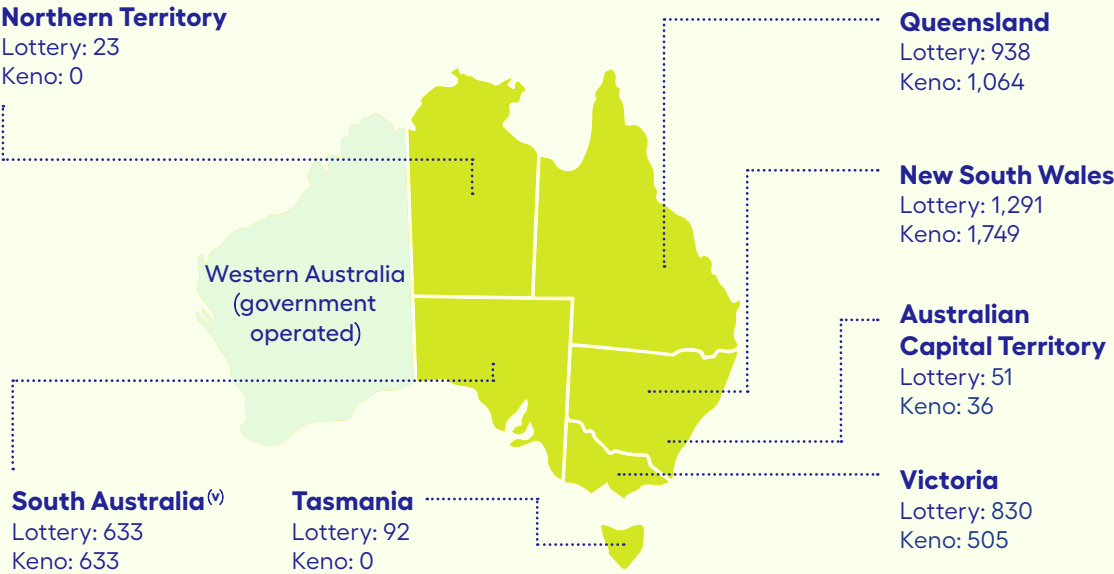 Northern Territory
Lottery: 23
Keno: 0
Queensland
Lottery: 938
Keno: 1,064
New South Wales
Lottery: 1,291
Keno: 1,749
Western Australia
(government
operated)
Australian
Capital Territory
Lottery: 51
Keno: 36
Victoria
Lottery: 830
Keno: 505
South Australia(v)
Lottery: 633
Keno: 633
Tasmania
Lottery: 92
Keno: 0